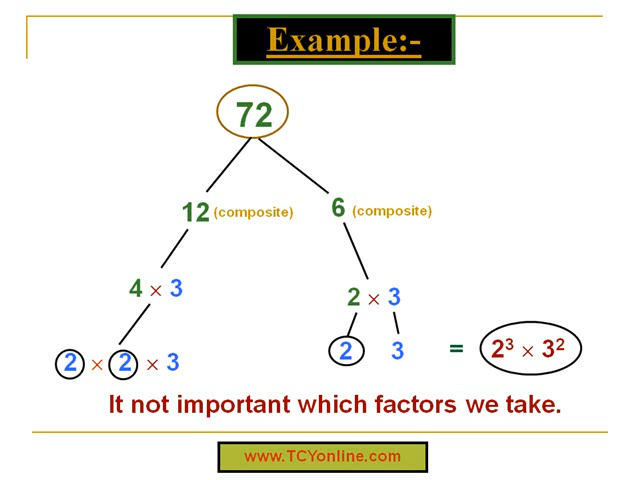 Example:-
72
12 (composite)
6 (composite)
4 × 3
2 × 3
2 × 2 × 3
2 3 = 2³ × 3²
It not important which factors we take.
www.TCYonline.com